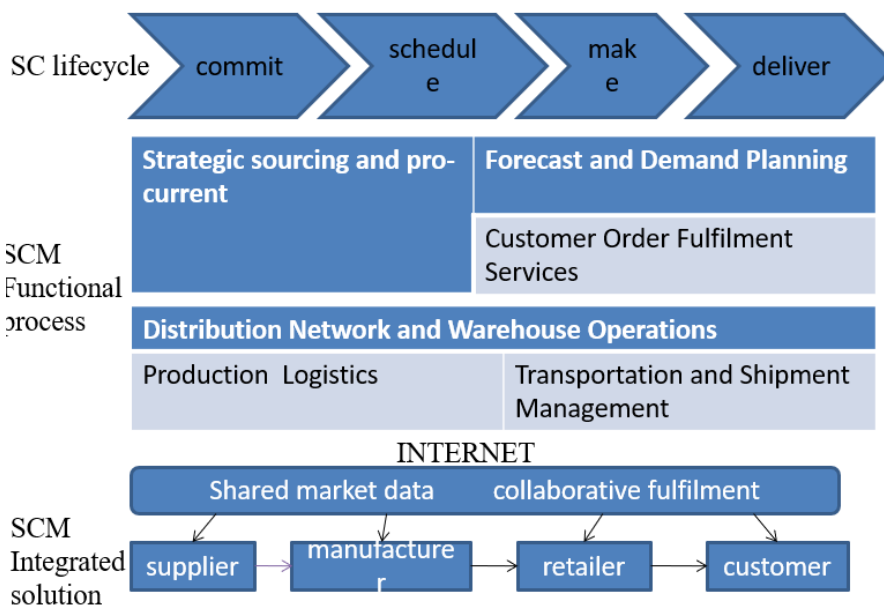 SC lifecycle
commit
schedul
e
mak
e
deliver
Strategic sourcing and pro-
current
Forecast and Demand Planning
Customer Order Fulfilment
Services
SCM
Functional
process
Distribution Network and Warehouse Operations
Production Logistics
Transportation and Shipment
Management
INTERNET
Shared market data collaborative fulfilment
SCM
Integrated
solution
supplier
manufacture
r
retailer
customer